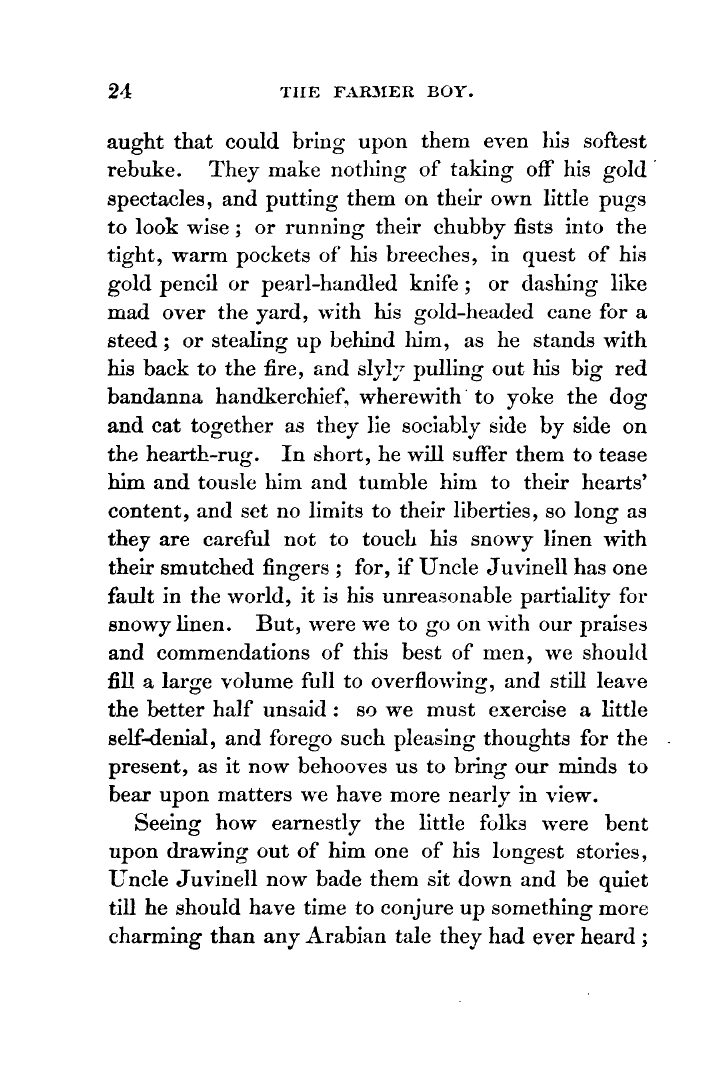 24 THE FARMER BOY.
aught that could bring upon them even his softest
rebuke. They make nothing of taking off his gold
spectacles, and putting them on their own little pugs
to look wise ; or running their chubby fists into the
tight, warm pockets of his breeches, in quest of his
gold pencil or pearl-handled knife ; or dashing like
mad over the yard, with his gold-headed cane for a
steed ; or stealing up behind him, as he stands with
his back to the fire, and slyly pulling out his big red
bandanna handkerchief, wherewith to yoke the dog
and cat together as they lie sociably side by side on
the hearth-rug. In short, he will suffer them to tease
him and tousle him and tumble him to their hearts'
content, and set no limits to their liberties, so long as
they are careful not to touch his snowy linen with
their smutched fingers ; for, if Uncle Juvinell has one
fault in the world, it is his unreasonable partiality for
snowy linen. But, were we to go on with our praises
and commendations of this best of men, we should
fill a large volume full to overflowing, and still leave
the better half unsaid : so we must exercise a little
self-denial, and forego such pleasing thoughts for the
present, as it now behooves us to bring our minds to
bear upon matters we have more nearly in view.
Seeing how earnestly the little folks were bent
upon drawing out of him one of his longest stories,
Uncle Juvinell now bade them sit down and be quiet
till he should have time to conjure up something more
charming than any Arabian tale they had ever heard ;